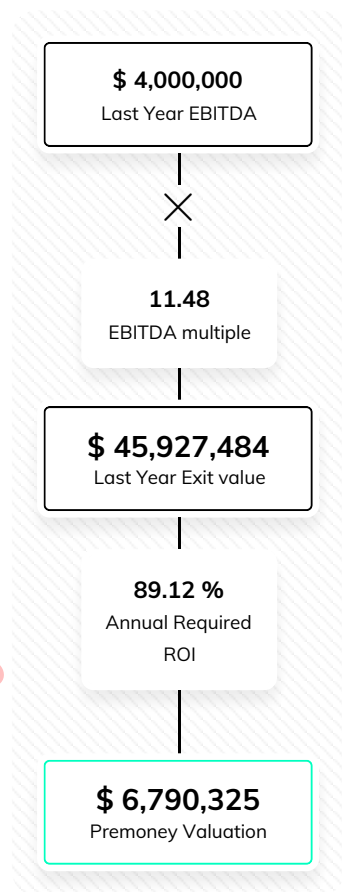 $ 4,000,000
Last Year EBITDA
11.48
EBITDA multiple
$ 45,927,484
Last Year Exit value
89.12 %
Annual Required
ROI
$ 6,790,325
Premoney Valuation